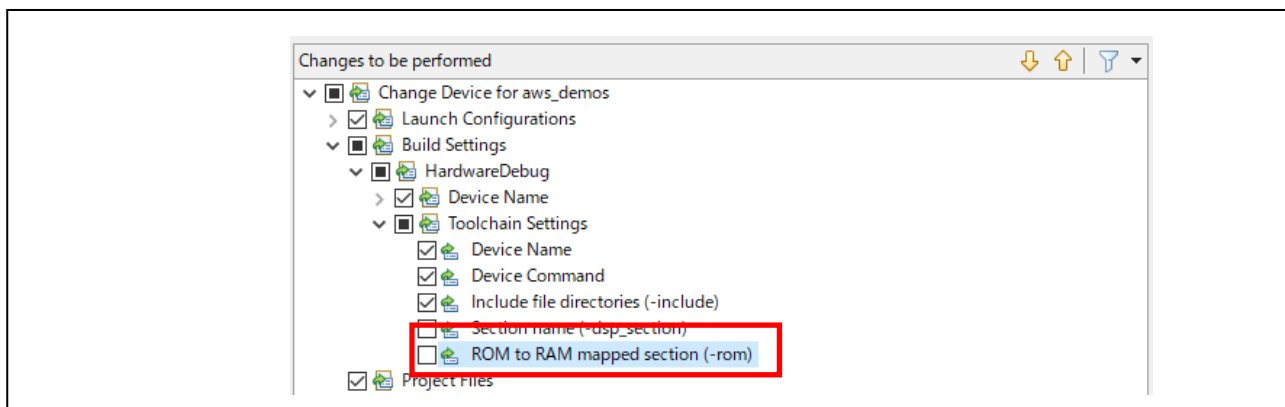 Changes to be performed
Change Device for aws_demos
Launch Configurations
Build Settings
HardwareDebug
Device Name
Toolchain Settings
Device Name
Device Command
Include file directories (-include)
Section name (-dsp_section)
ROM to RAM mapped section (-rom)
Project Files